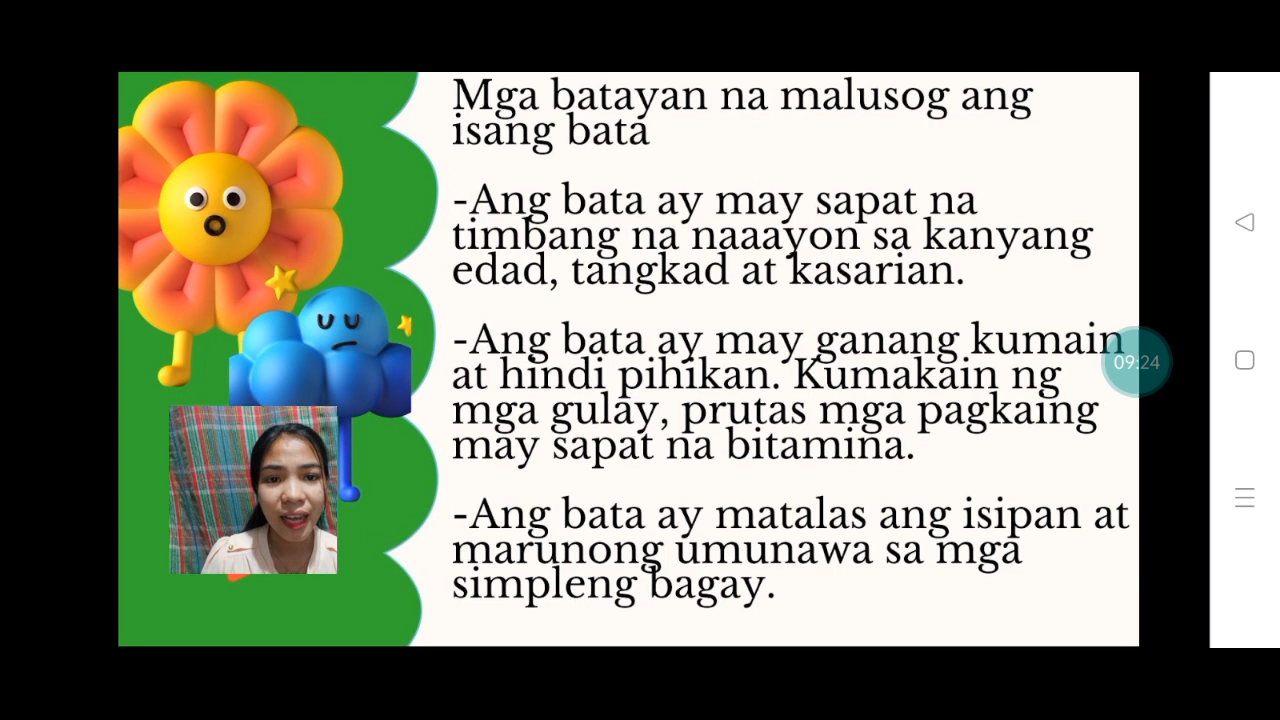 Mga batayan na malusog ang
isang bata
-Ang bata ay may sapat na
timbang na naaayon sa kanyang
edad, tangkad at kasarian.
-Ang bata ay may ganang kumain
at hindi pihikan. Kumakain ng
mga gulay, prutas mga pagkaing
may sapat na bitamina.
-Ang bata ay matalas ang isipan at
marunong umunawa sa mga
simpleng bagay.
09:24